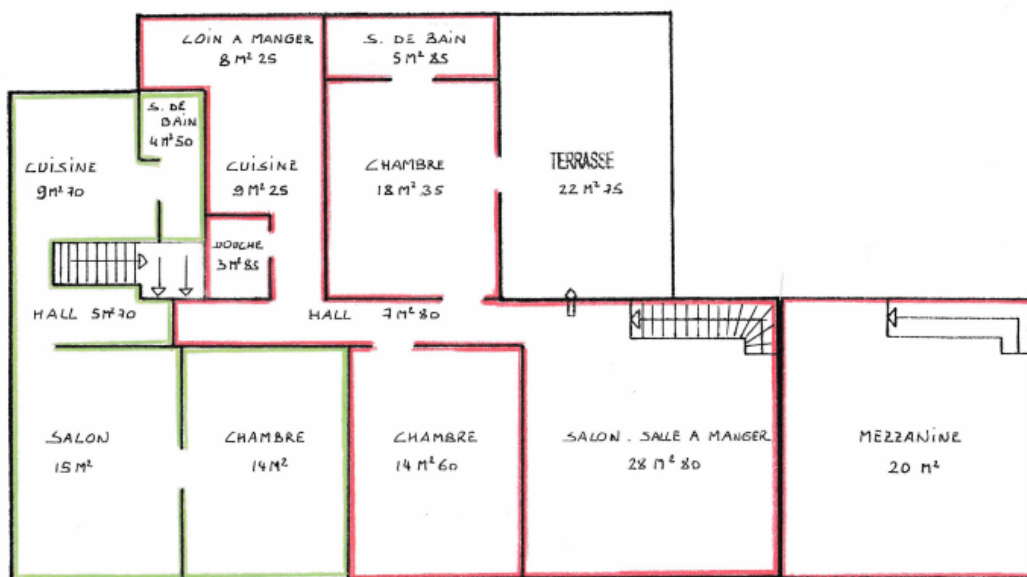 LOIN A MANGER
8 M² 25
S. DE BAIN
5 M² 85
S. DE
BAIN
4 M² 50
CUISINE
9 M² 70
CUISINE
9 M² 25
CHAMBRE
18 M² 35
TERRASSE
22 M² 75
DOUCHE
3 M² 85
HALL 5 M² 70
HALL 7 M² 80
SALON
15 M²
CHAMBRE
14 M²
CHAMBRE
14 M² 60
SALON . SALLE A MANGER
28 M² 80
MEZZANINE
20 M²